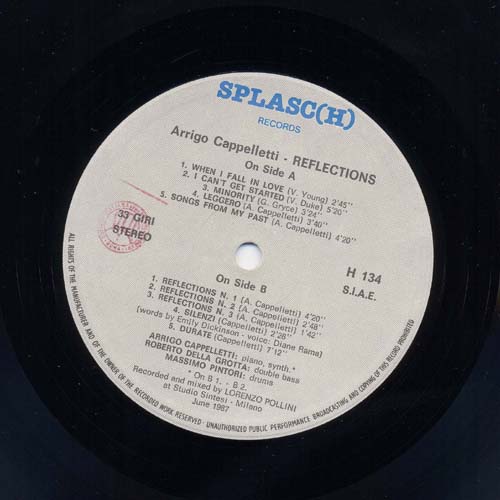 SPLASC(H)
RECORDS
Arrigo Cappelletti - REFLECTIONS
On Side A
1. WHEN I FALL IN LOVE (V. Young) 2'45''
2. I CAN'T GET STARTED (V. Duke) 5'20''
3. MINORITY (G. Gryce) 3'24''
4. LEGGERO (A. Cappelletti) 3'40''
5. SONGS FROM MY PAST (A. Cappelletti) 4'20''
33 GIRI
STEREO
H 134
S.I.A.E.
On Side B
1. REFLECTIONS N. 1 (A. Cappelletti) 4'20''
2. REFLECTIONS N. 2 (A. Cappelletti) 2'48''
3. REFLECTIONS N. 3 (A. Cappelletti) 1'42''
4. SILENZI (Cappelletti) 2'28''
[words by Emily Dickinson - voice: Diane Rama]
5. DURATE (Cappelletti) 7'12''
ARRIGO CAPPELLETTI: piano, synth.*
ROBERTO DELLA GROTTA: double bass
MASSIMO PINTORI: drums
* On B 1. - B 2.
Recorded and mixed by LORENZO POLLINI
at Studio Sintesi - Milano
June 1987
ALL RIGHTS OF THE MANUFACTURER AND OF THE OWNER OF THE RECORDED WORK RESERVED - UNAUTHORIZED PUBLIC PERFORMANCE BROADCASTING AND COPYING OF THIS RECORD PROHIBITED